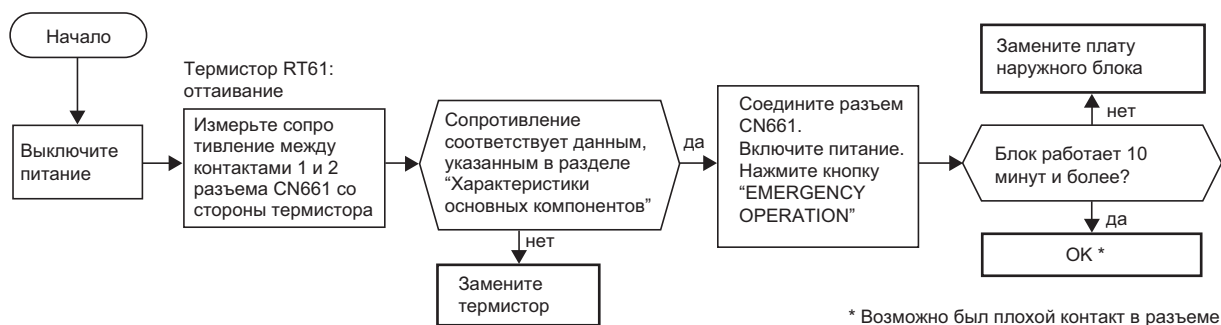 Начало
Выключите
питание
Термистор RT61:
оттаивание
Измерьте сопро
тивление между
контактами 1 и 2
разъема CN661 со
стороны термистора
Сопротивление
соответствует данным,
указанным в разделе
“Характеристики
основных компонентов”
да
нет
Замените
термистор
Соедините разъем
CN661.
Включите питание.
Нажмите кнопку
“EMERGENCY
OPERATION”
Замените плату
наружного блока
нет
Блок работает 10
минут и более?
да
OK *
* Возможно был плохой контакт в разъеме